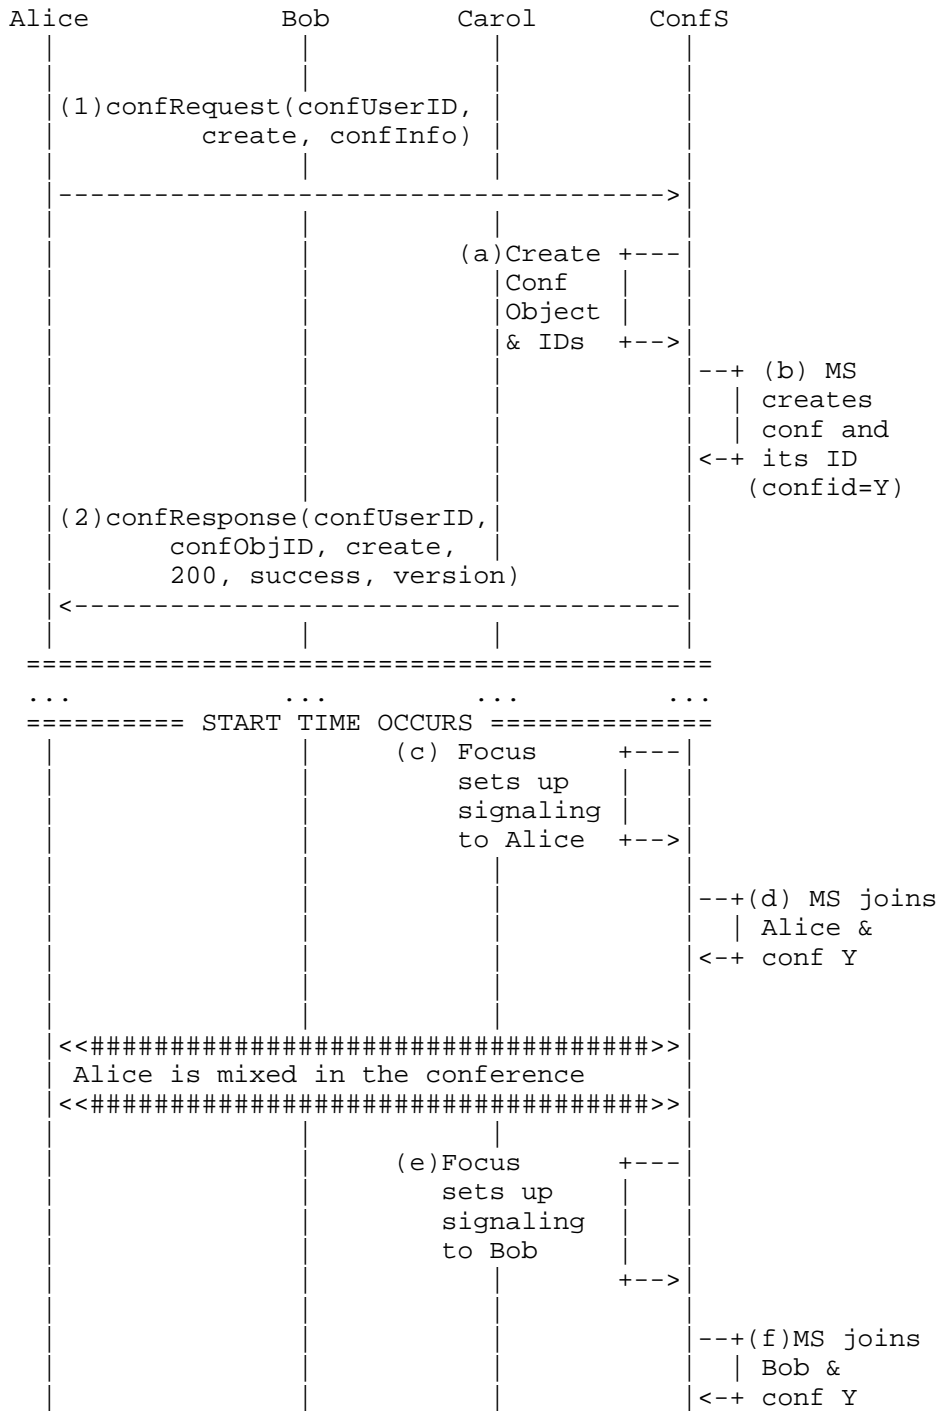 Alice Bob Carol ConfS
(1)confRequest(confUserID,
create, confInfo)
(a)Create
Conf
Object
& IDs
(b) MS
creates
conf and
its ID
(confid=Y)
(2)confResponse(confUserID,
confObjID, create,
200, success, version)
... ... ... ...
START TIME OCCURS
(c) Focus
sets up
signaling
to Alice
(d) MS joins
Alice &
conf Y
Alice is mixed in the conference
(e)Focus
sets up
signaling
to Bob
(f)MS joins
Bob &
conf Y